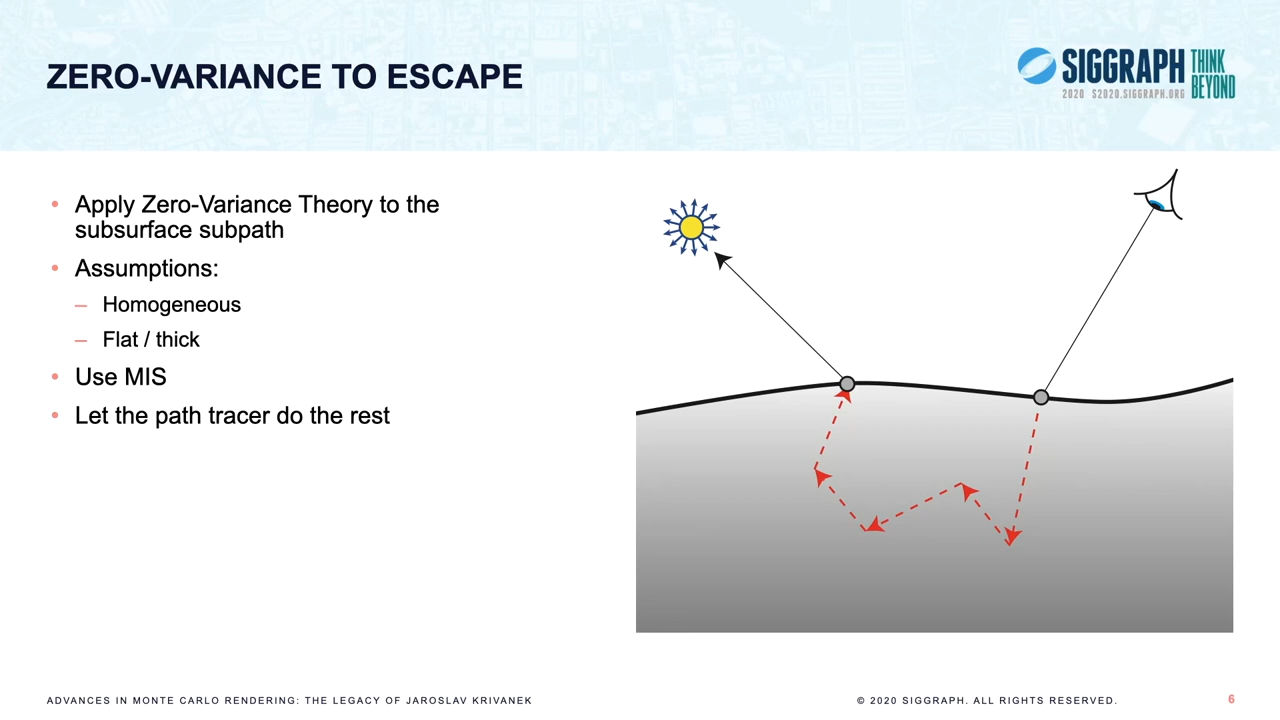 ZERO-VARIANCE TO ESCAPE
SIGGRAPH
THINK
BEYOND
2020 S2020.SIGGRAPH.ORG
• Apply Zero-Variance Theory to the
subsurface subpath
• Assumptions:
– Homogeneous
– Flat / thick
• Use MIS
• Let the path tracer do the rest
ADVANCES IN MONTE CARLO RENDERING: THE LEGACY OF JAROSLAV KRIVANEK
© 2020 SIGGRAPH. ALL RIGHTS RESERVED.
6